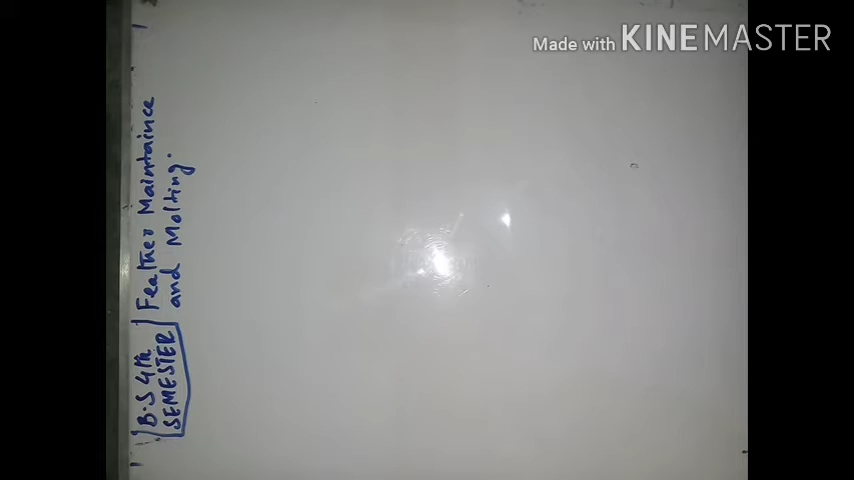 Made with KINEMASTER
B.S 4th
SEMESTER
Feather Maintaince
and Molting.